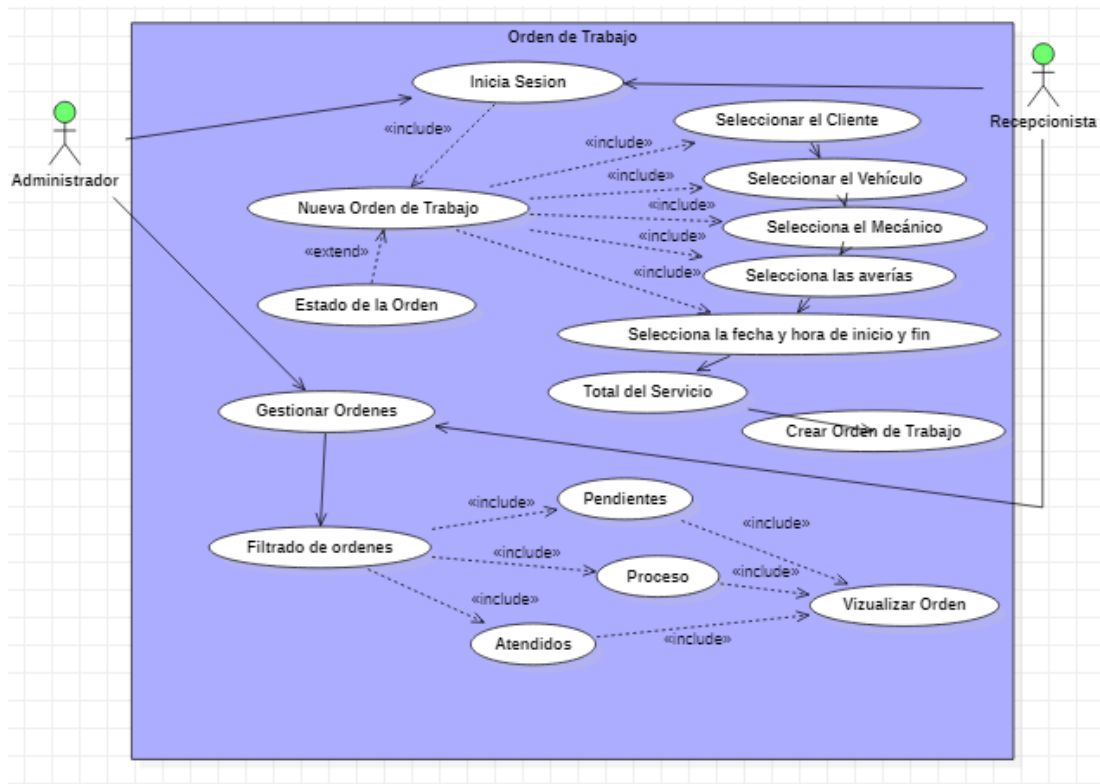 Orden de Trabajo
Inicia Sesion
Administrador
Recepcionista
«include»
Seleccionar el Cliente
«include»
Seleccionar el Vehículo
«include»
Nueva Orden de Trabajo
«include»
Selecciona el Mecánico
«include»
«extend»
Selecciona las averías
«include»
Estado de la Orden
Selecciona la fecha y hora de inicio y fin
Total del Servicio
Gestionar Ordenes
Crear Orden de Trabajo
Pendientes
«include»
«include»
Filtrado de ordenes
«include»
Proceso
«include»
Vizualizar Orden
«include»
Atendidos
«include»